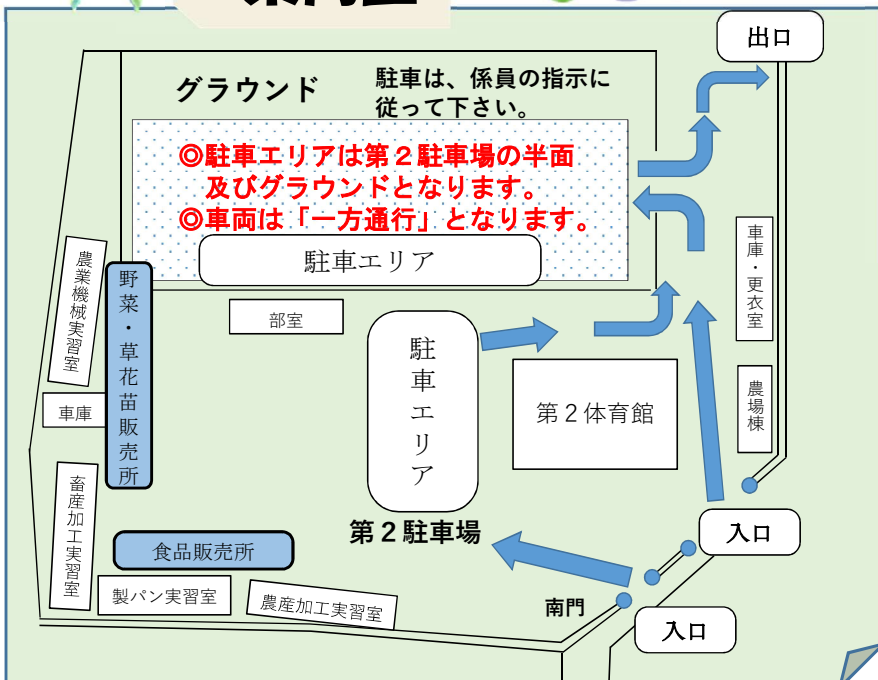 出口
グラウンド
駐車は、係員の指示に
従って下さい。
◎駐車エリアは第２駐車場の半面
及びグラウンドとなります。
◎車両は「一方通行」となります。
駐車エリア
車庫・更衣室
農業機械実習室
野菜・草花苗販売所
部室
駐車エリア
第２体育館
農場棟
車庫
畜産加工実習室
第２駐車場
入口
食品販売所
製パン実習室
農産加工実習室
南門
入口